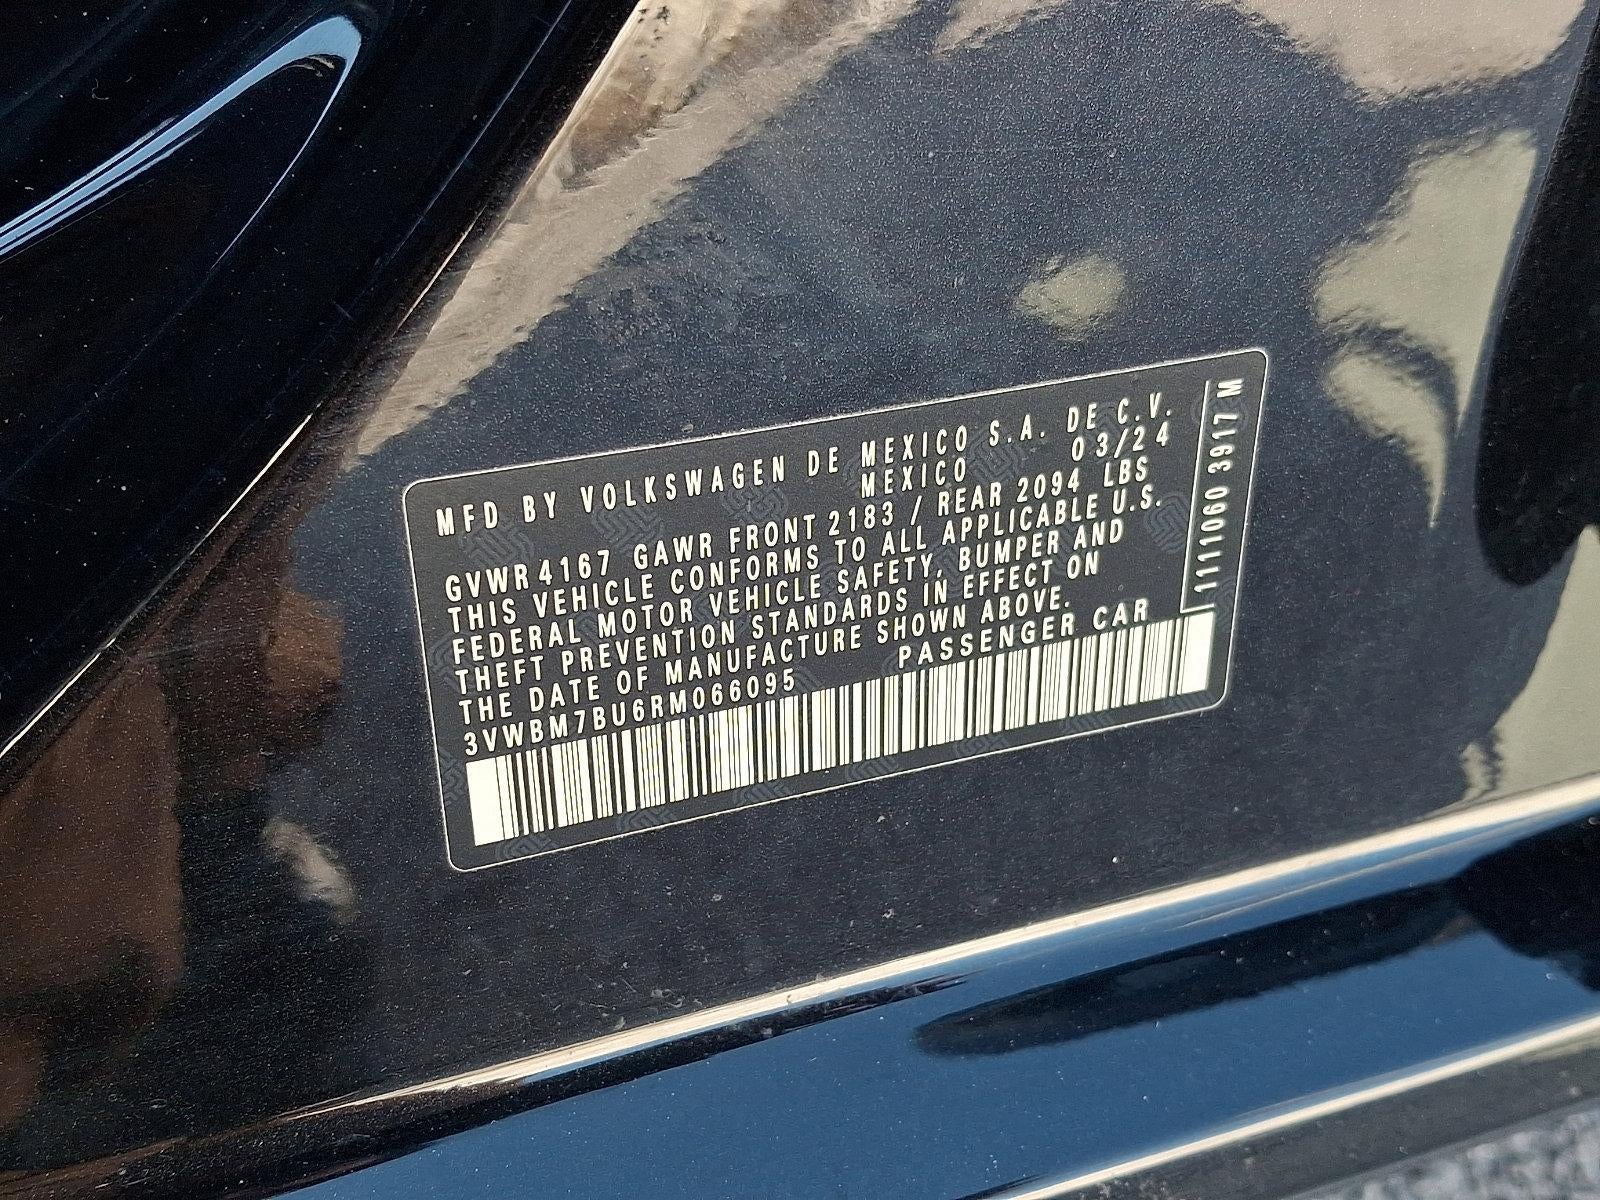 MFD BY VOLKSWAGEN DE MEXICO S.A. DE C.V.
MEXICO 03/24
GVWR 4167 GAWR FRONT 2183 / REAR 2094 LBS
THIS VEHICLE CONFORMS TO ALL APPLICABLE U.S.
FEDERAL MOTOR VEHICLE SAFETY, BUMPER AND
THEFT PREVENTION STANDARDS IN EFFECT ON
THE DATE OF MANUFACTURE SHOWN ABOVE.
3VWBM7BU6RM066095 PASSENGER CAR
1111060 3917 M